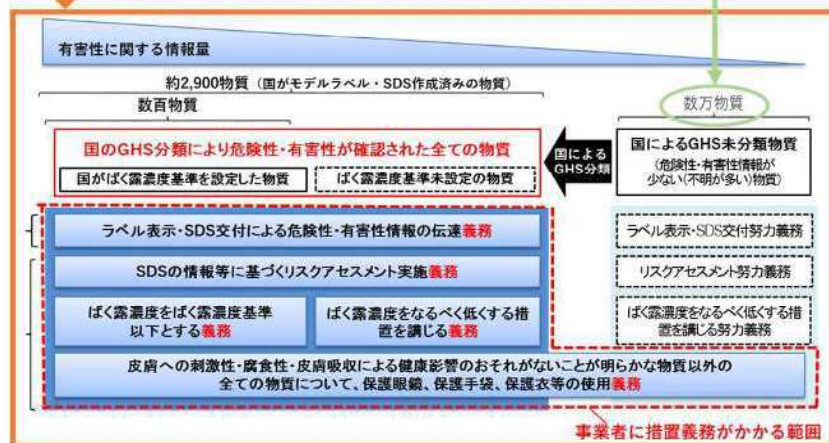 有害性に関する情報量
約2,900物質（国がモデルラベル・SDS作成済みの物質）
数百物質
数万物質
国のGHS分類により危険性・有害性が確認された全ての物質
国がばく露濃度基準を設定した物質
ばく露濃度基準未設定の物質
国による
GHS分類
国によるGHS未分類物質
（危険性・有害性情報が
少ない（不明が多い）物質）
ラベル表示・SDS交付による危険性・有害性情報の伝達義務
ラベル表示・SDS交付努力義務
SDSの情報等に基づくリスクアセスメント実施義務
リスクアセスメント努力義務
ばく露濃度をばく露濃度基準
以下とする義務
ばく露濃度をなるべく低くする措
置を講じる義務
ばく露濃度をなるべく低くする措
置を講じる努力義務
皮膚への刺激性・腐食性・皮膚吸収による健康影響のおそれがないことが明らかな物質以外の
全ての物質について、保護眼鏡、保護手袋、保護衣等の使用義務
事業者に措置義務がかかる範囲